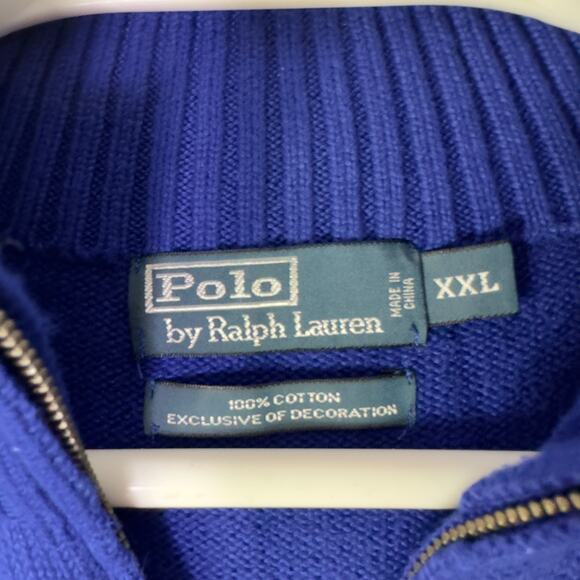 Polo
by Ralph Lauren
MADE IN
CHINA
XXL
100% COTTON
EXCLUSIVE OF DECORATION